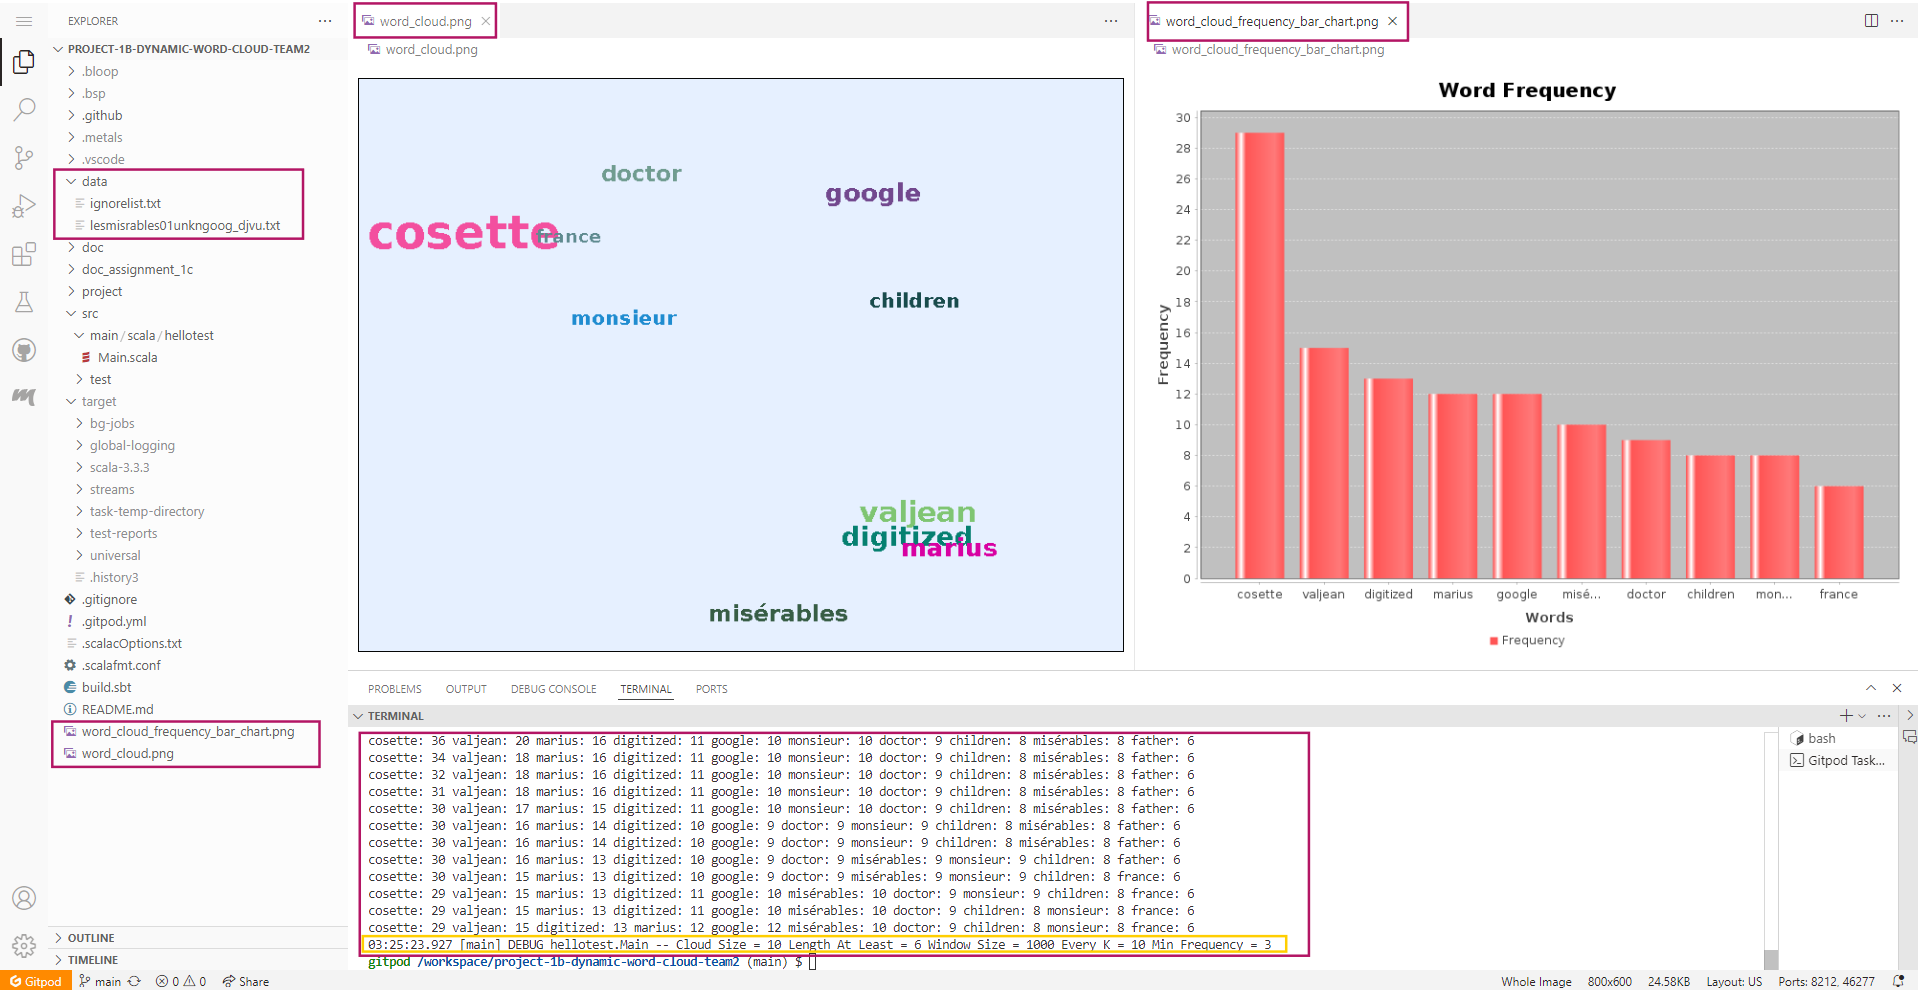 EXPLORER
PROJECT-1B-DYNAMIC-WORD-CLOUD-TEAM2
.bloop
.bsp
.github
.metals
.vscode
data
ignorelist.txt
lesmisrables01unkngoog_djvu.txt
doc
doc_assignment_1c
project
src
main / scala / hellotest
Main.scala
test
target
bg-jobs
global-logging
scala-3.3.3
streams
task-temp-directory
test-reports
universal
.history3
.gitignore
.gitpod.yml
.scalacOptions.txt
.scalafmt.conf
build.sbt
README.md
word_cloud_frequency_bar_chart.png
word_cloud.png
OUTLINE
TIMELINE
word_cloud.png
word_cloud.png
doctor
google
cosette
france
children
monsieur
valjean
digitized
marius
misérables
word_cloud_frequency_bar_chart.png
word_cloud_frequency_bar_chart.png
Word Frequency
30
28
26
24
22
20
18
16
14
12
10
8
6
4
2
0
Frequency
cosette valjean digitized marius google misé... doctor children mon... france
Words
Frequency
PROBLEMS OUTPUT DEBUG CONSOLE TERMINAL PORTS
TERMINAL
cosette: 36 valjean: 20 marius: 16 digitized: 11 google: 10 monsieur: 10 doctor: 9 children: 8 misérables: 8 father: 6
cosette: 34 valjean: 18 marius: 16 digitized: 11 google: 10 monsieur: 10 doctor: 9 children: 8 misérables: 8 father: 6
cosette: 32 valjean: 18 marius: 16 digitized: 11 google: 10 monsieur: 10 doctor: 9 children: 8 misérables: 8 father: 6
cosette: 31 valjean: 18 marius: 16 digitized: 11 google: 10 monsieur: 10 doctor: 9 children: 8 misérables: 8 father: 6
cosette: 30 valjean: 17 marius: 15 digitized: 11 google: 10 monsieur: 10 doctor: 9 children: 8 misérables: 8 father: 6
cosette: 30 valjean: 16 marius: 14 digitized: 10 google: 9 doctor: 9 monsieur: 9 children: 8 misérables: 8 father: 6
cosette: 30 valjean: 16 marius: 14 digitized: 10 google: 9 doctor: 9 monsieur: 9 children: 8 misérables: 8 father: 6
cosette: 30 valjean: 16 marius: 13 digitized: 10 google: 9 doctor: 9 misérables: 9 monsieur: 9 children: 8 father: 6
cosette: 30 valjean: 15 marius: 13 digitized: 10 google: 9 doctor: 9 misérables: 9 monsieur: 9 children: 8 france: 6
cosette: 29 valjean: 15 marius: 13 digitized: 11 google: 10 misérables: 10 doctor: 9 monsieur: 9 children: 8 france: 6
cosette: 29 valjean: 15 marius: 13 digitized: 11 google: 10 misérables: 10 doctor: 9 children: 8 monsieur: 8 france: 6
cosette: 29 valjean: 15 digitized: 13 marius: 12 google: 12 misérables: 10 doctor: 9 children: 8 monsieur: 8 france: 6
03:25:23.927 [main] DEBUG hellotest.Main -- Cloud Size = 10 Length At Least = 6 Window Size = 1000 Every K = 10 Min Frequency = 3
gitpod /workspace/project-1b-dynamic-word-cloud-team2 (main) $
bash
Gitpod Task...
Gitpod main 0 0 Share Whole Image 800x600 24.58KB Layout: US Ports: 8212, 46277